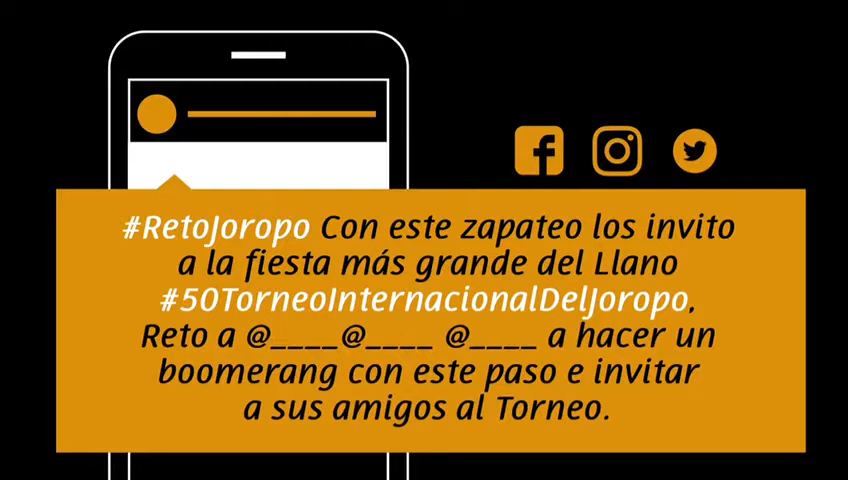 #RetoJoropo Con este zapateo los invito
a la fiesta más grande del Llano
#50TorneoInternacionalDelJoropo,
Reto a @____@____ @____ a hacer un
boomerang con este paso e invitar
a sus amigos al Torneo.